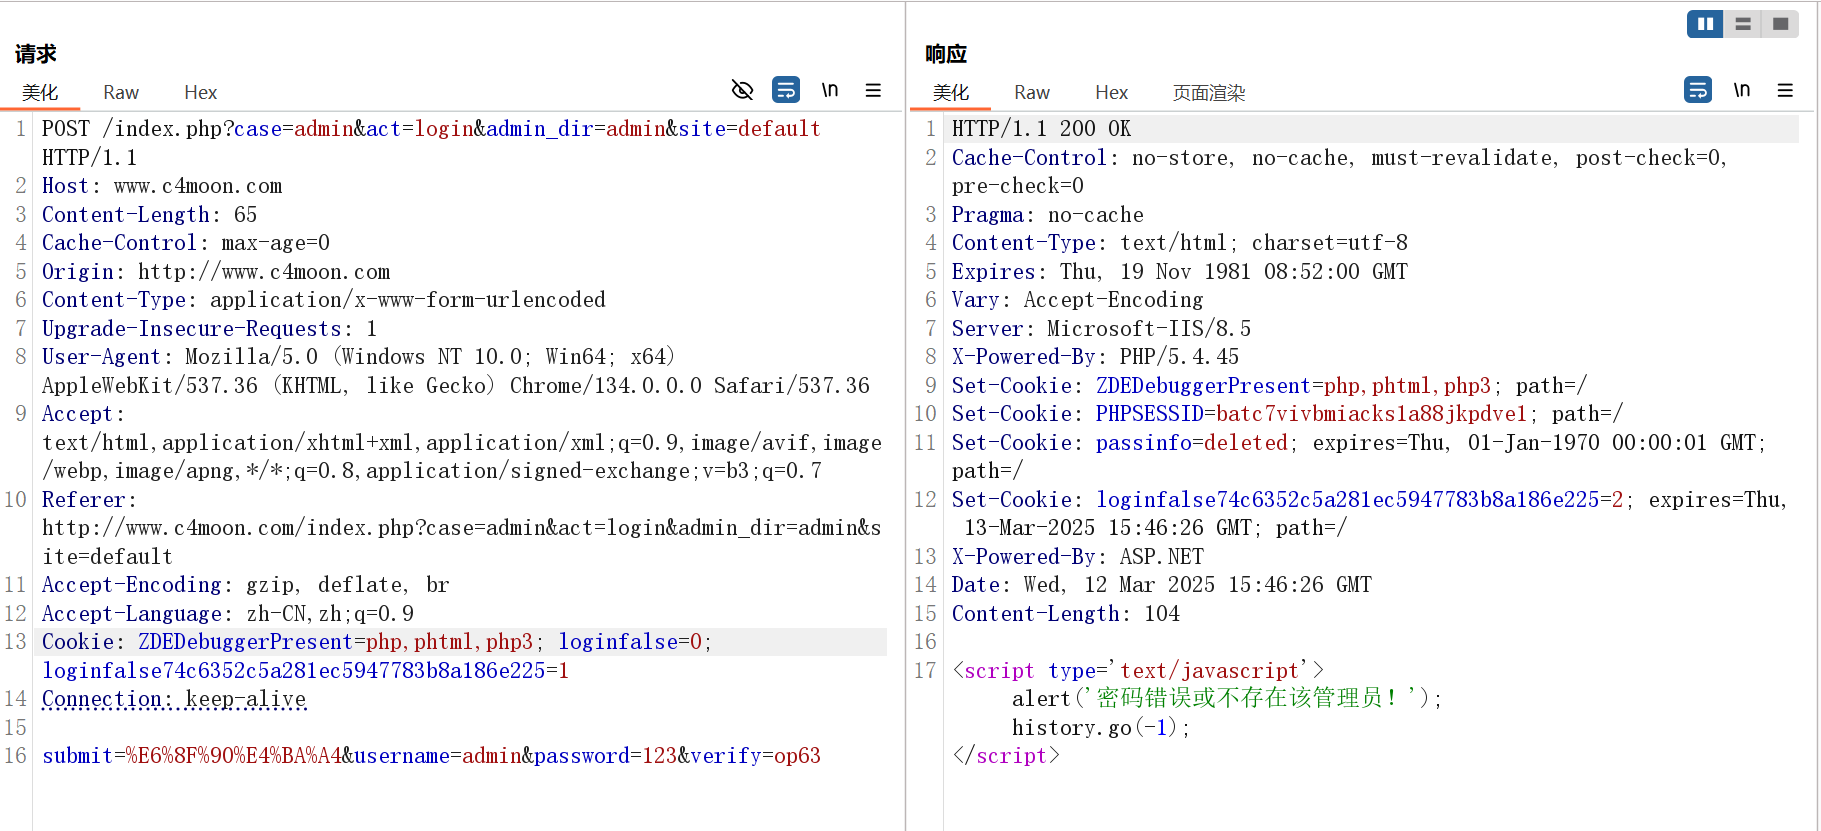 请求
美化 Raw Hex \n
1 POST /index.php?case=admin&act=login&admin_dir=admin&site=default
HTTP/1.1
2 Host: www.c4moon.com
3 Content-Length: 65
4 Cache-Control: max-age=0
5 Origin: http://www.c4moon.com
6 Content-Type: application/x-www-form-urlencoded
7 Upgrade-Insecure-Requests: 1
8 User-Agent: Mozilla/5.0 (Windows NT 10.0; Win64; x64)
AppleWebKit/537.36 (KHTML, like Gecko) Chrome/134.0.0.0 Safari/537.36
9 Accept:
text/html,application/xhtml+xml,application/xml;q=0.9,image/avif,image
/webp,image/apng,*/*;q=0.8,application/signed-exchange;v=b3;q=0.7
10 Referer:
http://www.c4moon.com/index.php?case=admin&act=login&admin_dir=admin&s
ite=default
11 Accept-Encoding: gzip, deflate, br
12 Accept-Language: zh-CN,zh;q=0.9
13 Cookie: ZDEDebuggerPresent=php,phtml,php3; loginfalse=0;
loginfalse74c6352c5a281ec5947783b8a186e225=1
14 Connection: keep-alive
15
16 submit=%E6%8F%90%E4%BA%A4&username=admin&password=123&verify=op63
响应
美化 Raw Hex 页面渲染 \n
1 HTTP/1.1 200 OK
2 Cache-Control: no-store, no-cache, must-revalidate, post-check=0,
pre-check=0
3 Pragma: no-cache
4 Content-Type: text/html; charset=utf-8
5 Expires: Thu, 19 Nov 1981 08:52:00 GMT
6 Vary: Accept-Encoding
7 Server: Microsoft-IIS/8.5
8 X-Powered-By: PHP/5.4.45
9 Set-Cookie: ZDEDebuggerPresent=php,phtml,php3; path=/
10 Set-Cookie: PHPSESSID=batc7vivbmiacks1a88jkpdve1; path=/
11 Set-Cookie: passinfo=deleted; expires=Thu, 01-Jan-1970 00:00:01 GMT;
path=/
12 Set-Cookie: loginfalse74c6352c5a281ec5947783b8a186e225=2; expires=Thu,
13-Mar-2025 15:46:26 GMT; path=/
13 X-Powered-By: ASP.NET
14 Date: Wed, 12 Mar 2025 15:46:26 GMT
15 Content-Length: 104
16
17 <script type='text/javascript'>
alert('密码错误或不存在该管理员！');
history.go(-1);
</script>